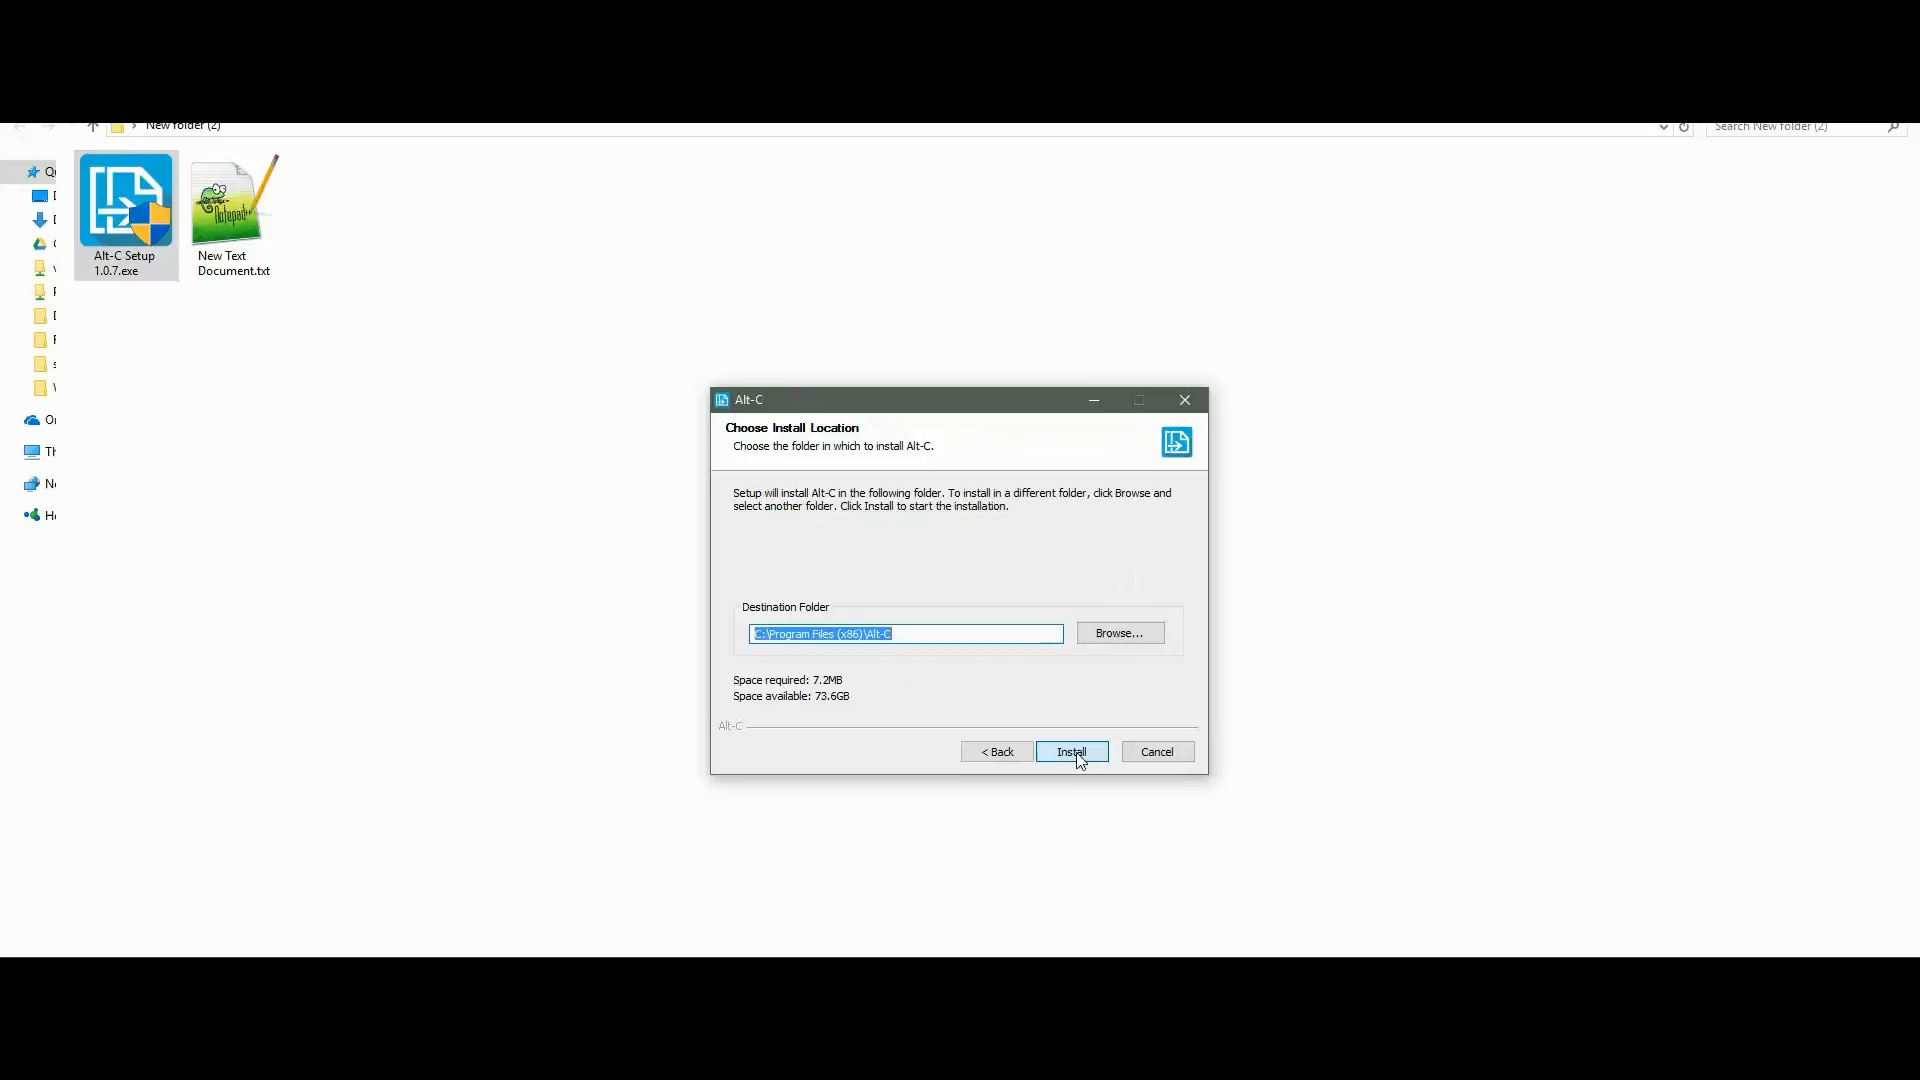 New folder (2)
Search New folder (2)
Alt-C Setup
1.0.7.exe
Notepad++
New Text
Document.txt
Alt-C
Choose Install Location
Choose the folder in which to install Alt-C.
Setup will install Alt-C in the following folder. To install in a different folder, click Browse and
select another folder. Click Install to start the installation.
Destination Folder
C:\Program Files (x86)\Alt-C
Browse...
Space required: 7.2MB
Space available: 73.6GB
Alt-C
< Back
Install
Cancel